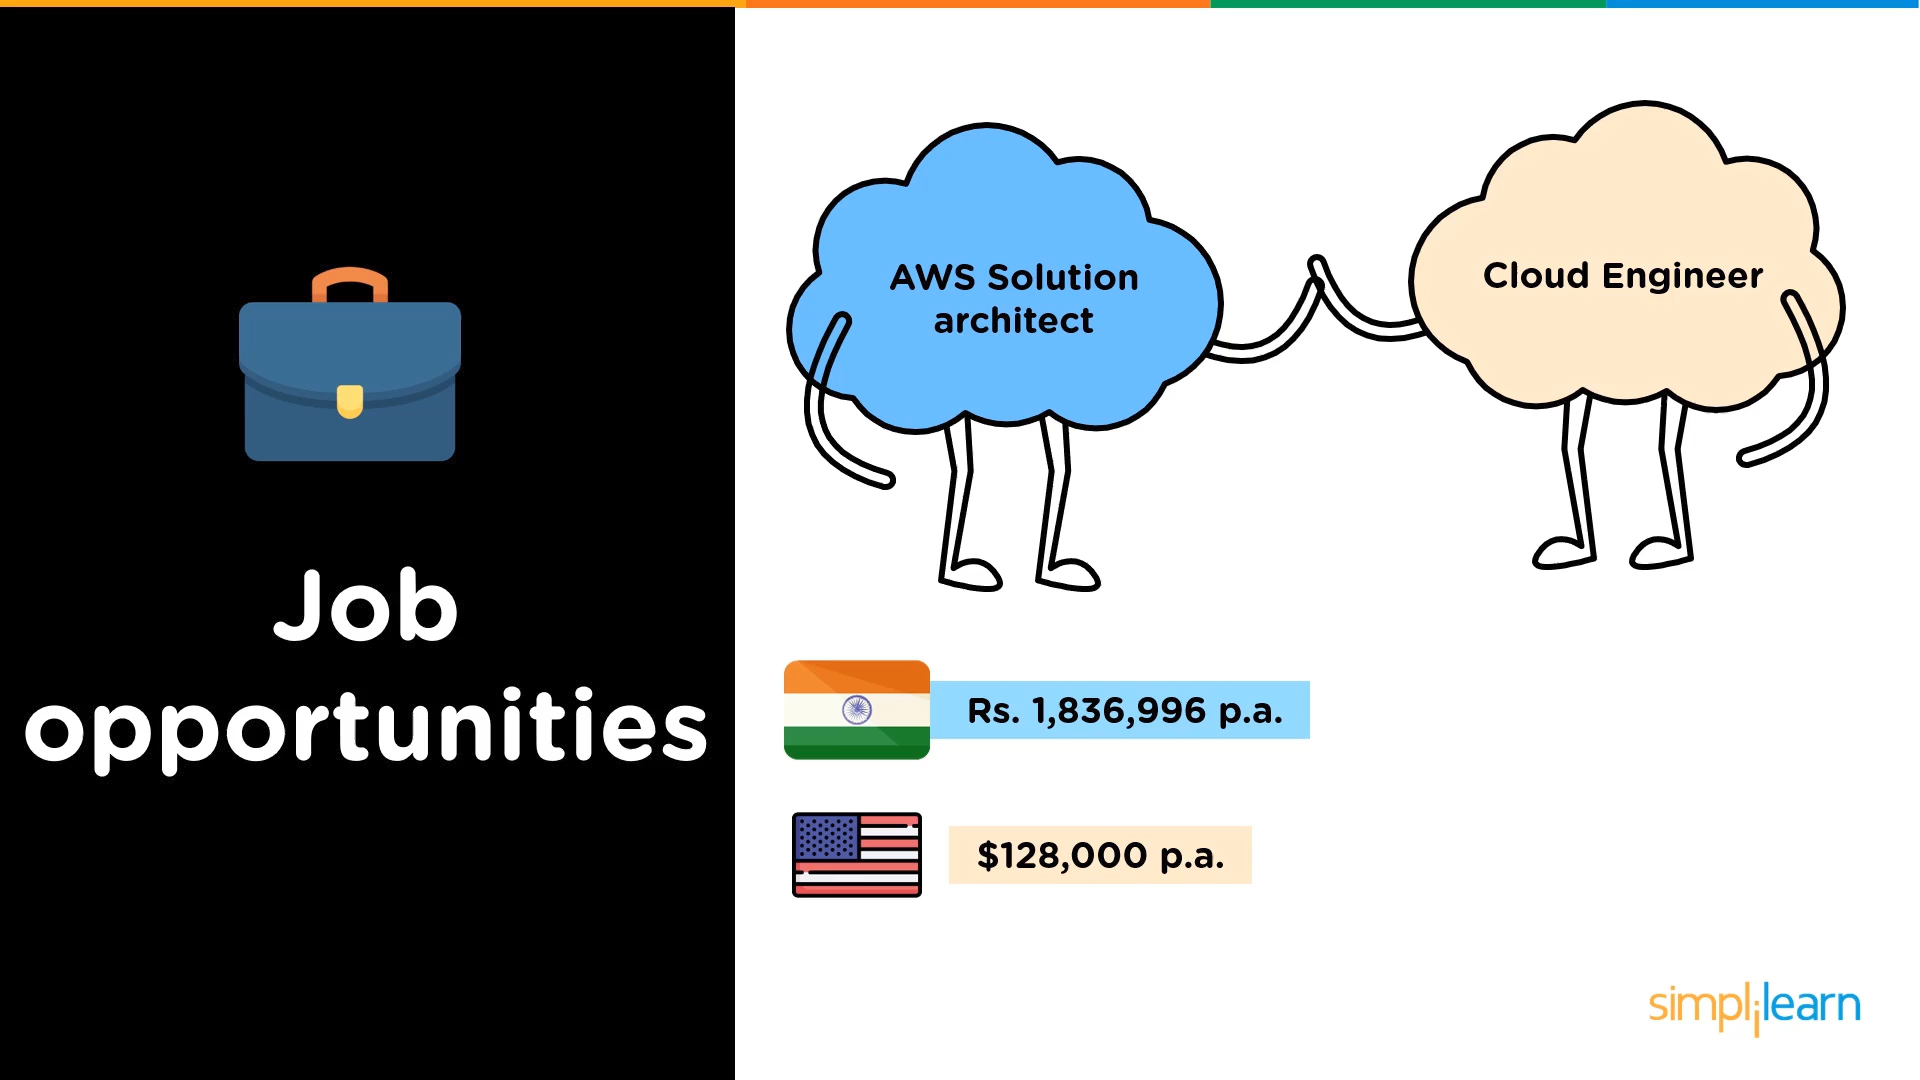 Job
opportunities
AWS Solution
architect
Cloud Engineer
Rs. 1,836,996 p.a.
$128,000 p.a.
simplilearn